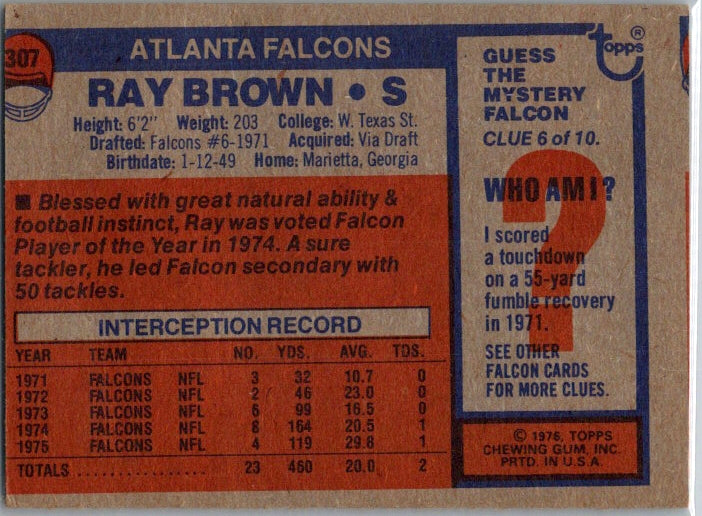 307
ATLANTA FALCONS
RAY BROWN • S
Height: 6'2" Weight: 203 College: W. Texas St.
Drafted: Falcons #6-1971 Acquired: Via Draft
Birthdate: 1-12-49 Home: Marietta, Georgia
■ Blessed with great natural ability &
football instinct, Ray was voted Falcon
Player of the Year in 1974. A sure
tackler, he led Falcon secondary with
50 tackles.
INTERCEPTION RECORD
YEAR TEAM NO. YDS. AVG. TDS.
1971 FALCONS NFL 3 32 10.7 0
1972 FALCONS NFL 2 46 23.0 0
1973 FALCONS NFL 6 99 16.5 0
1974 FALCONS NFL 8 164 20.5 1
1975 FALCONS NFL 4 119 29.8 1
TOTALS ................ 23 460 20.0 2
topps®
GUESS
THE
MYSTERY
FALCON
CLUE 6 of 10.
?
WHO AM I?
I scored
a touchdown
on a 55-yard
fumble recovery
in 1971.
SEE OTHER
FALCON CARDS
FOR MORE CLUES.
© 1976, TOPPS
CHEWING GUM, INC.
PRTD. IN U.S.A.